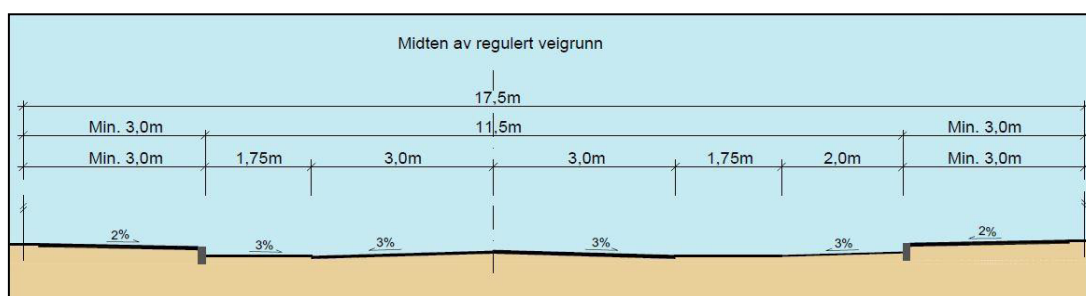 Midten av regulert veigrunn
17,5m
Min. 3,0m 11,5m Min. 3,0m
Min. 3,0m 1,75m 3,0m 3,0m 1,75m 2,0m Min. 3,0m
2% 3% 3% 3% 3% 2%